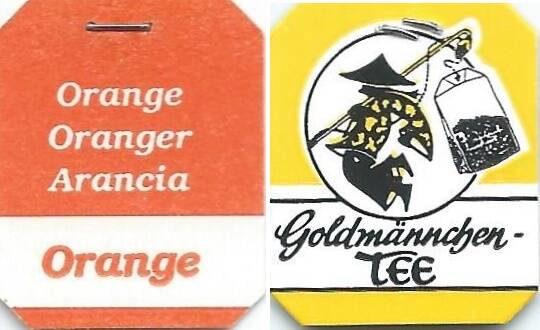 Orange
Oranger
Arancia
Orange
Goldmännchen-
TEE